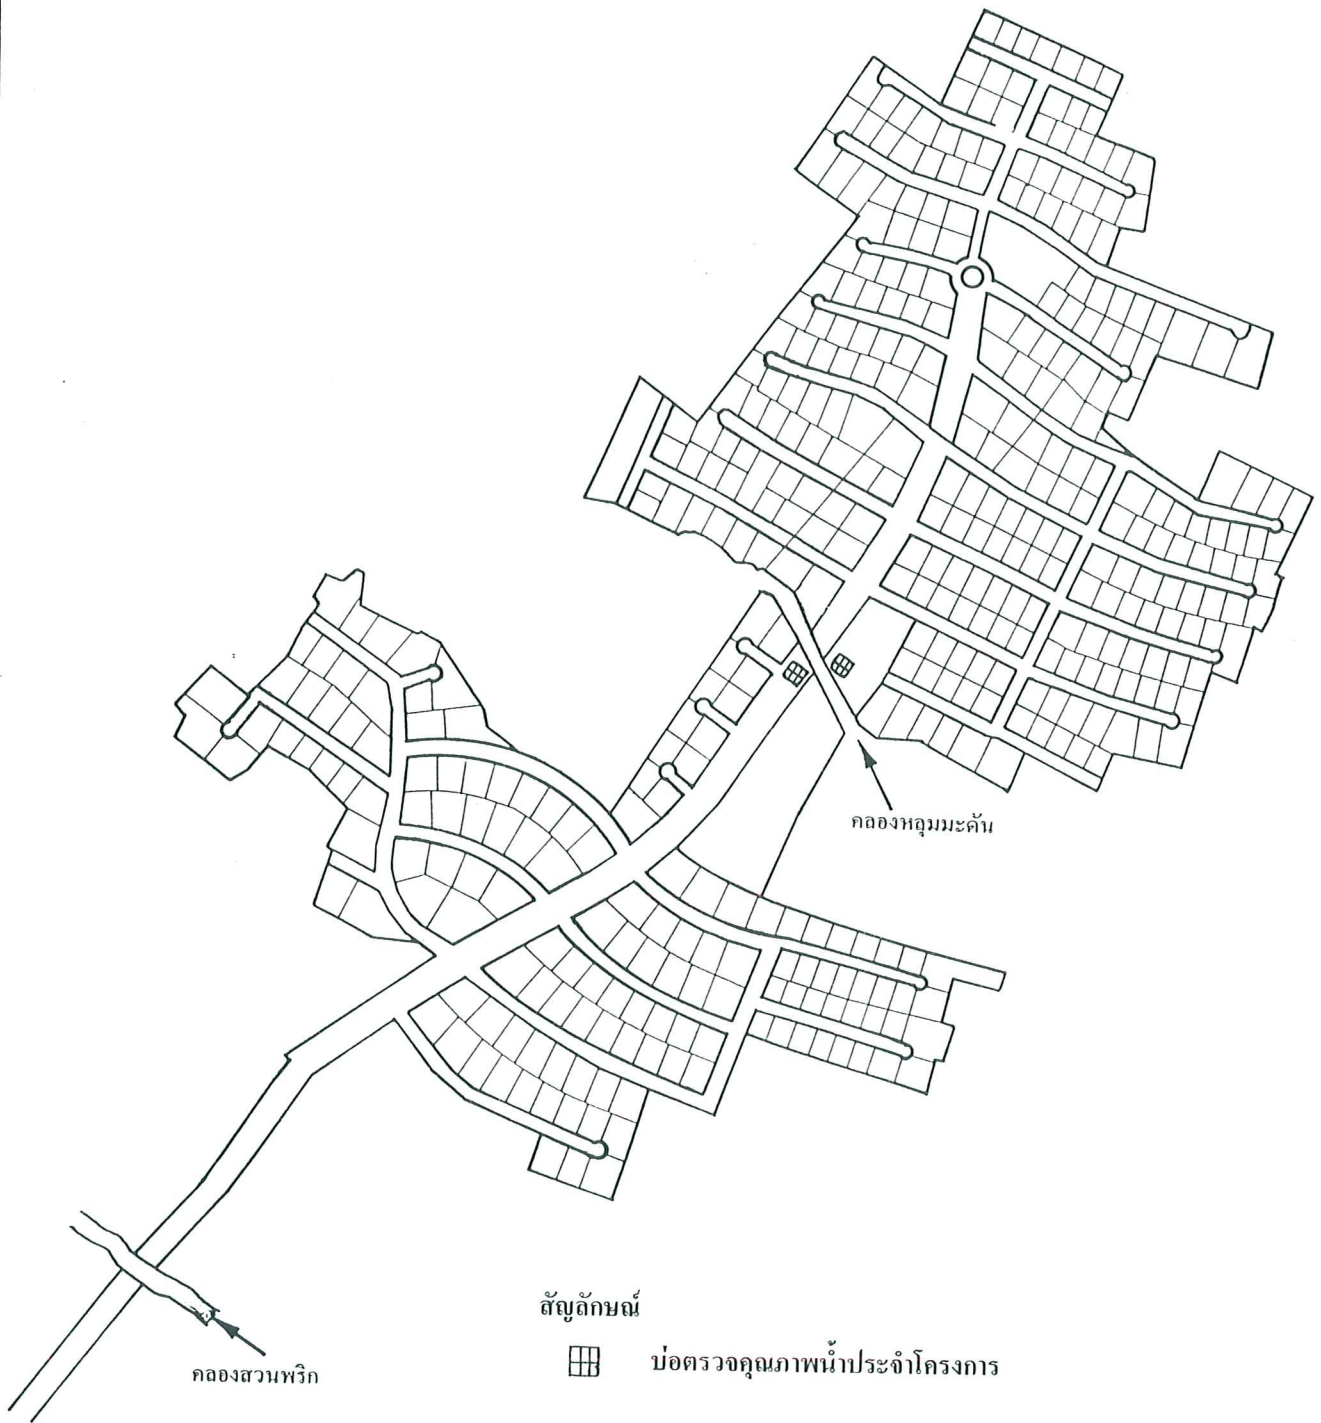 คลองหลุมมะดัน
สัญลักษณ์
บ่อตรวจคุณภาพน้ำประจำโครงการ
คลองสวนพริก